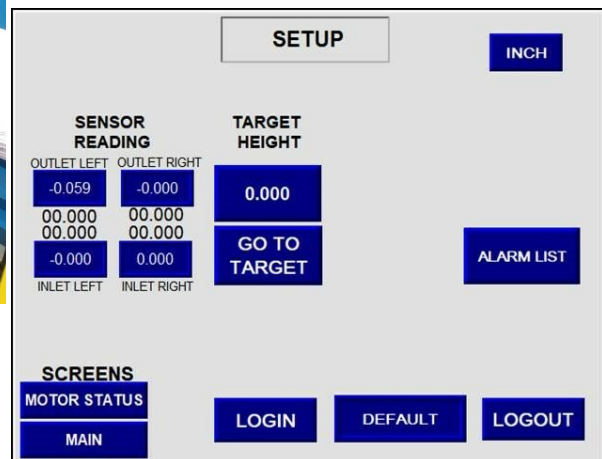 SETUP
INCH
SENSOR
READING
TARGET
HEIGHT
OUTLET LEFT OUTLET RIGHT
-0.059 -0.000
0.000
00.000 00.000
00.000 00.000
GO TO
TARGET
-0.000 0.000
ALARM LIST
INLET LEFT INLET RIGHT
SCREENS
MOTOR STATUS
MAIN
LOGIN
DEFAULT
LOGOUT